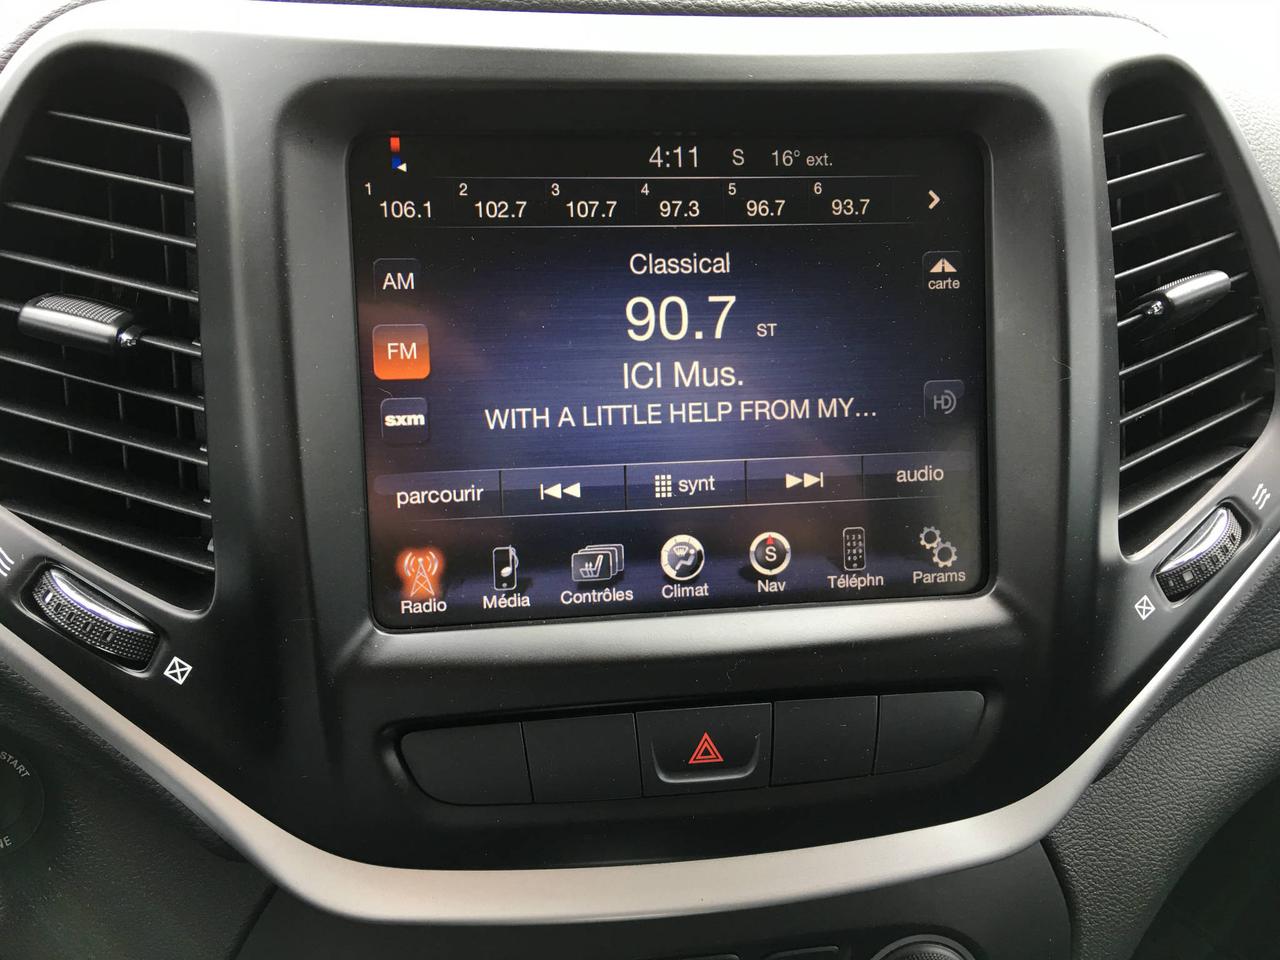 4:11 S 16° ext.
1 106.1 2 102.7 3 107.7 4 97.3 5 96.7 6 93.7
AM
Classical
carte
90.7 ST
FM
ICI Mus.
sxm
WITH A LITTLE HELP FROM MY...
HD
parcourir synt audio
Radio Média Contrôles Climat S Nav Téléphn Params
START